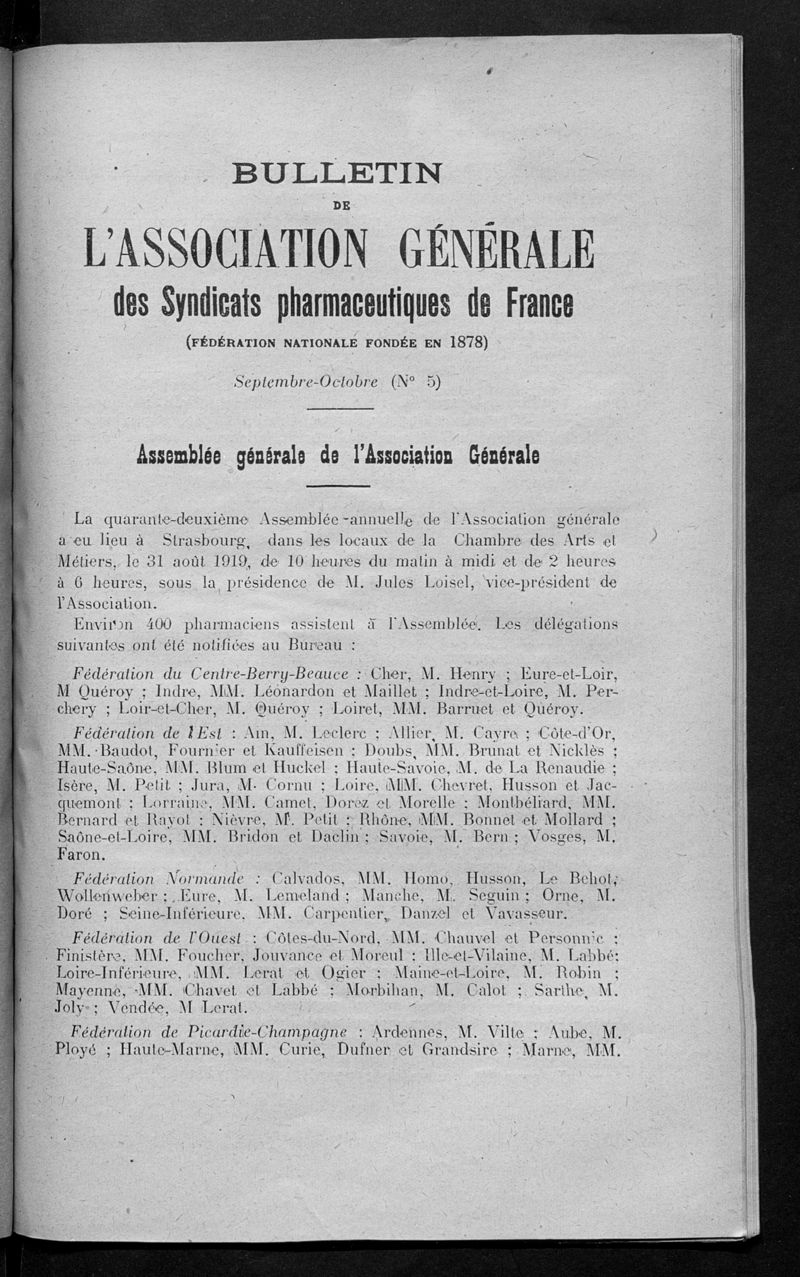 BULLETIN
DE
L'ASSOCIATION GÉNÉRALE
des Syndicats pharmaceutiques de France
(FÉDÉRATION NATIONALE FONDÉE EN 1878)
Septembre-Octobre (N° 5)
Assemblée générale de l'Association Générale
La quarante-deuxième Assemblée annuelle de l'Association générale
a eu lieu à Strasbourg, dans les locaux de la Chambre des Arts et
Métiers, le 31 août 1919, de 10 heures du matin à midi et de 2 heures
à 6 heures, sous la présidence de M. Jules Loisel, vice-président de
l'Association.
Environ 400 pharmaciens assistent à l'Assemblée. Les délégations
suivantes ont été notifiées au Bureau :
Fédération du Centre-Berry-Beauce : Cher, M. Henry ; Eure-et-Loir,
M Quéroy ; Indre, MM. Léonardon et Maillet ; Indre-et-Loire, M. Per-
chery ; Loir-et-Cher, M. Quéroy ; Loiret, MM. Barruet et Quéroy.
Fédération de l'Est : Ain, M. Leclerc ; Allier, M. Cayre ; Côte-d'Or,
MM. Baudot, Fournier et Kauffeisen ; Doubs, MM. Brunat et Nicklès ;
Haute-Saône, MM. Blum et Huckel ; Haute-Savoie, M. de La Renaudie ;
Isère, M. Petit ; Jura, M. Cornu ; Loire, MM. Chevret, Husson et Jac-
quemont ; Lorraine, MM. Camet, Dorez et Morelle ; Montbéliard, MM.
Bernard et Rayot ; Nièvre, M. Petit ; Rhône, MM. Bonnet et Mollard ;
Saône-et-Loire, MM. Bridon et Daclin ; Savoie, M. Bern ; Vosges, M.
Faron.
Fédération Normande : Calvados, MM. Homo, Husson, Le Behot,
Wollenweber ; Eure, M. Lemeland ; Manche, M. Seguin ; Orne, M.
Doré ; Seine-Inférieure, MM. Carpentier, Danzel et Vavasseur.
Fédération de l'Ouest : Côtes-du-Nord, MM. Chauvel et Personnic ;
Finistère, MM. Foucher, Jouvance et Moreul ; Ille-et-Vilaine, M. Labbé ;
Loire-Inférieure, MM. Lerat et Ogier ; Maine-et-Loire, M. Robin ;
Mayenne, MM. Chavet et Labbé ; Morbihan, M. Calot ; Sarthe, M.
Joly ; Vendée, M Lerat.
Fédération de Picardie-Champagne : Ardennes, M. Vilte ; Aube, M.
Ployé ; Haute-Marne, MM. Curie, Dufner et Grandsire ; Marne, MM.